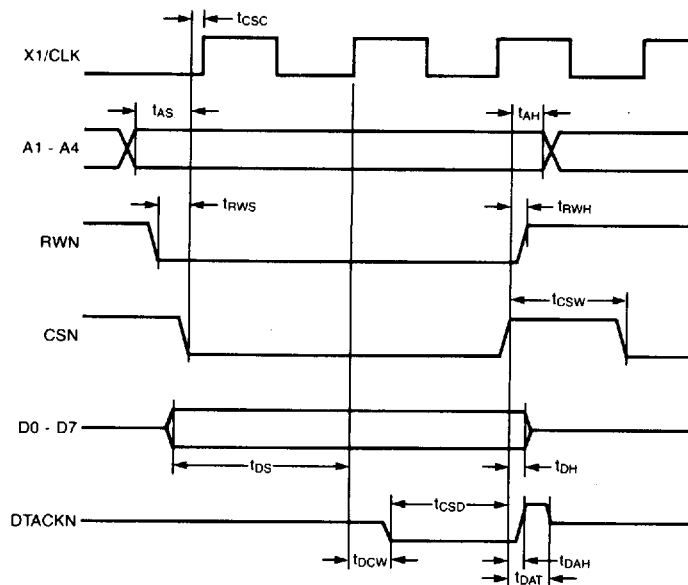 tCSC
X1/CLK
tAS
tAH
A1 - A4
tRWS
tRWH
RWN
tCSW
CSN
D0 - D7
tDS
tDH
tCSD
DTACKN
tDCW
tDAH
tDAT